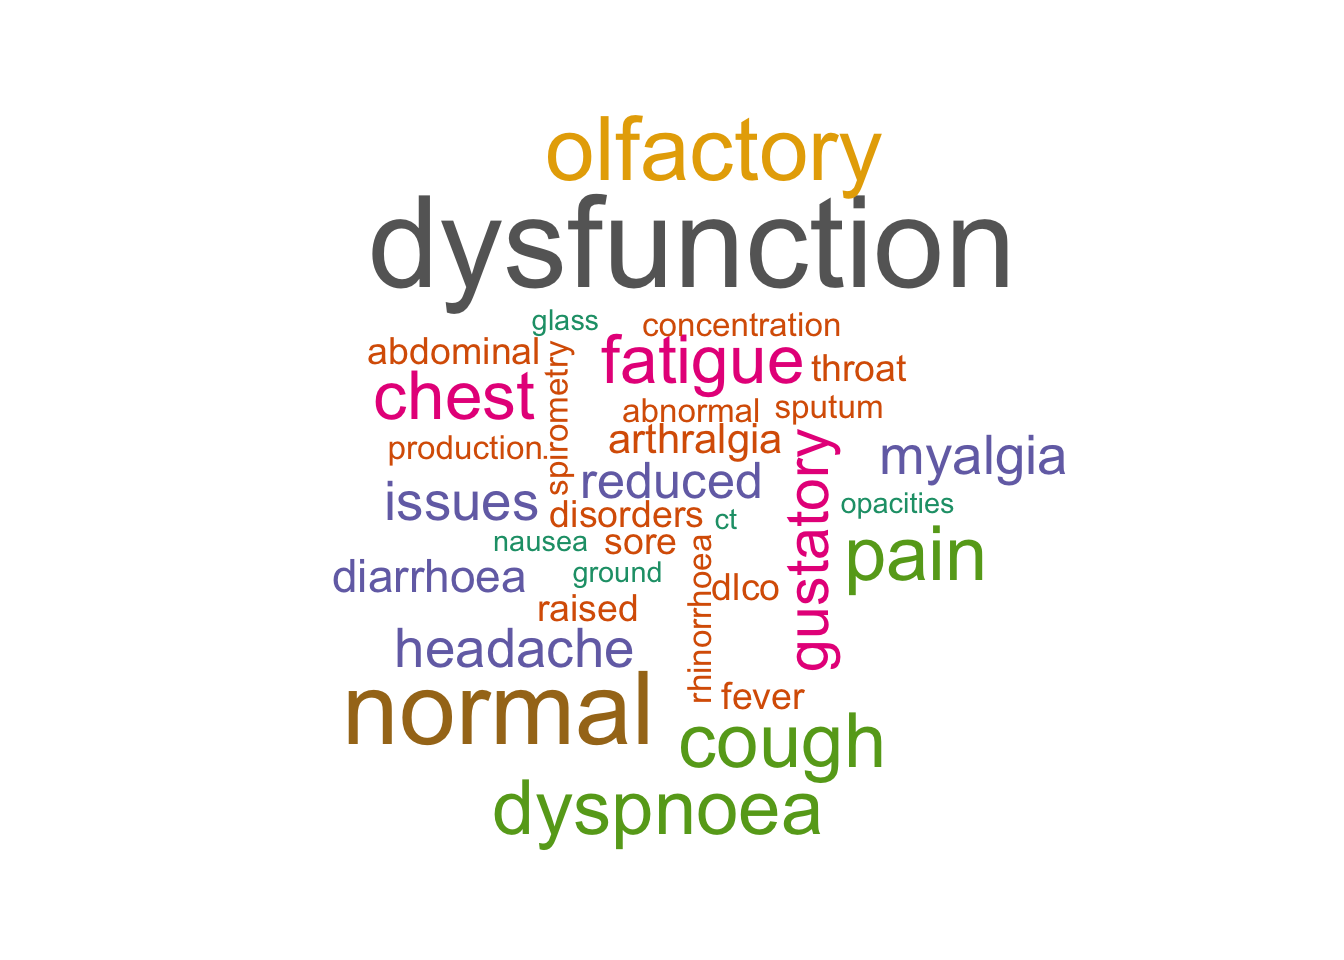 olfactory
dysfunction
glass
concentration
abdominal
fatigue
throat
chest
spirometry
abnormal
sputum
production
arthralgia
gustatory
myalgia
reduced
issues
opacities
disorders
ct
nausea
sore
pain
diarrhoea
ground
rhinorrhoea
dlco
raised
headache
normal
fever
cough
dyspnoea